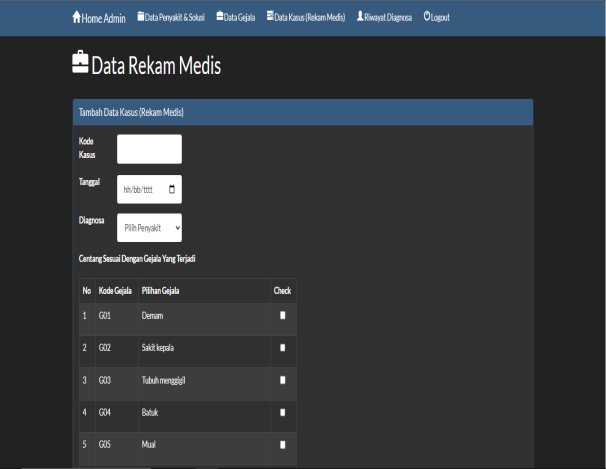 Home Admin Data Penyakit & Solusi Data Gejala Data Kasus (Rekam Medis) Riwayat Diagnosa Logout
Data Rekam Medis
Tambah Data Kasus (Rekam Medis)
Kode
Kasus
Tanggal hh/bb/tttt
Diagnosa Pilih Penyakit
Centang Sesuai Dengan Gejala Yang Terjadi
No Kode Gejala Pilihan Gejala Check
1 G01 Demam
2 G02 Sakit kepala
3 G03 Tubuh menggigil
4 G04 Batuk
5 G05 Mual